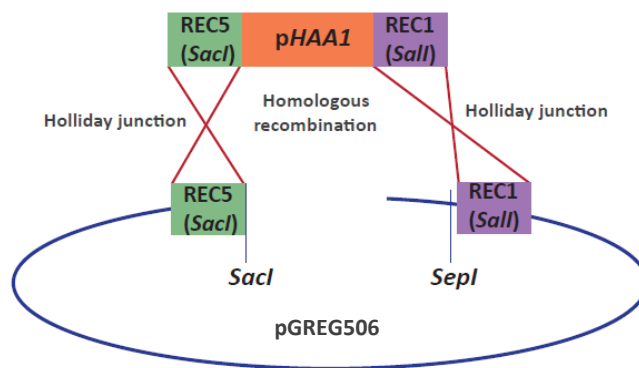 REC5
(SacI)
pHAA1
REC1
(SalI)
Holliday junction
Homologous
recombination
Holliday junction
REC5
(SacI)
REC1
(SalI)
SacI
SepI
pGREG506